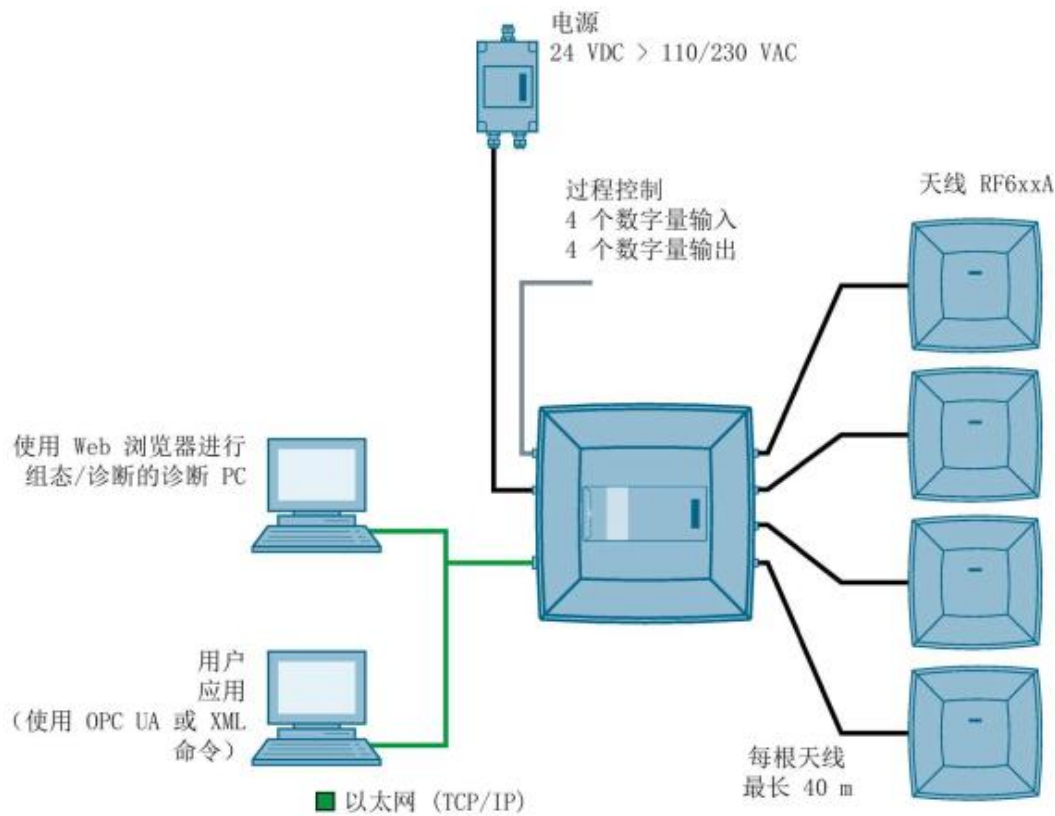 电源
24 VDC > 110/230 VAC
过程控制
4 个数字量输入
4 个数字量输出
天线 RF6xxA
使用 Web 浏览器进行
组态/诊断的诊断 PC
用户
应用
（使用 OPC UA 或 XML
命令）
每根天线
最长 40 m
以太网 (TCP/IP)